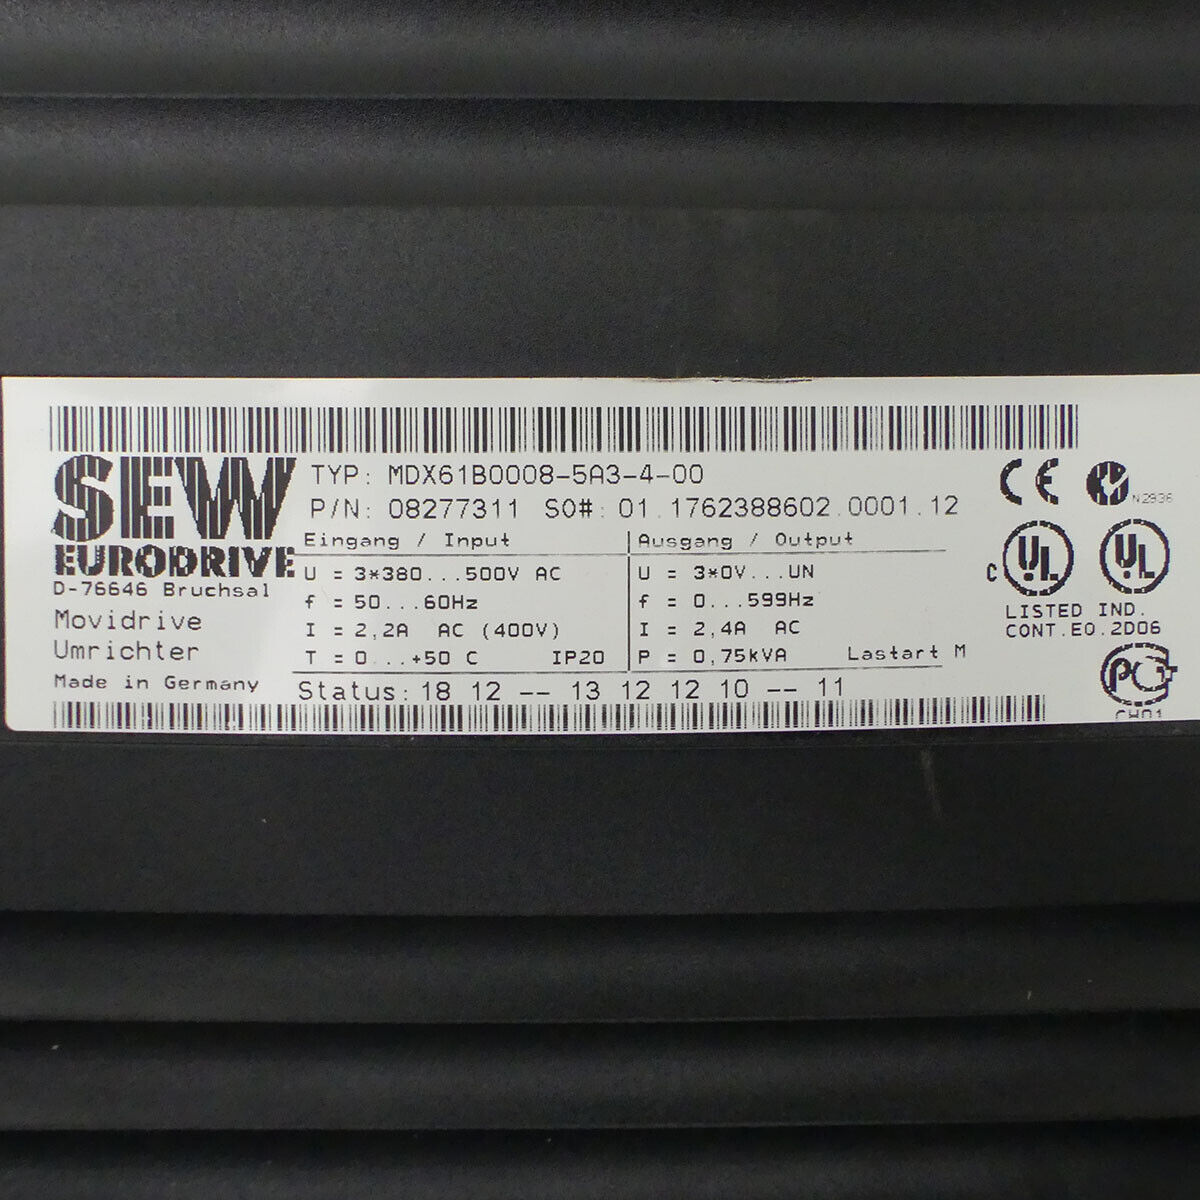 SEW
EURODRIVE
D-76646 Bruchsal
Movidrive
Umrichter
Made in Germany
TYP: MDX61B0008-5A3-4-00
P/N: 08277311 SO#: 01.1762388602.0001.12
Eingang / Input
U = 3*380...500V AC
f = 50...60Hz
I = 2,2A AC (400V)
T = 0...+50 C IP20
Ausgang / Output
U = 3*0V...UN
f = 0...599Hz
I = 2,4A AC
P = 0,75kVA Lastart M
Status: 18 12 -- 13 12 12 10 -- 11
CE
N2936
C UL UL
LISTED IND.
CONT.EQ.2D06
PCT